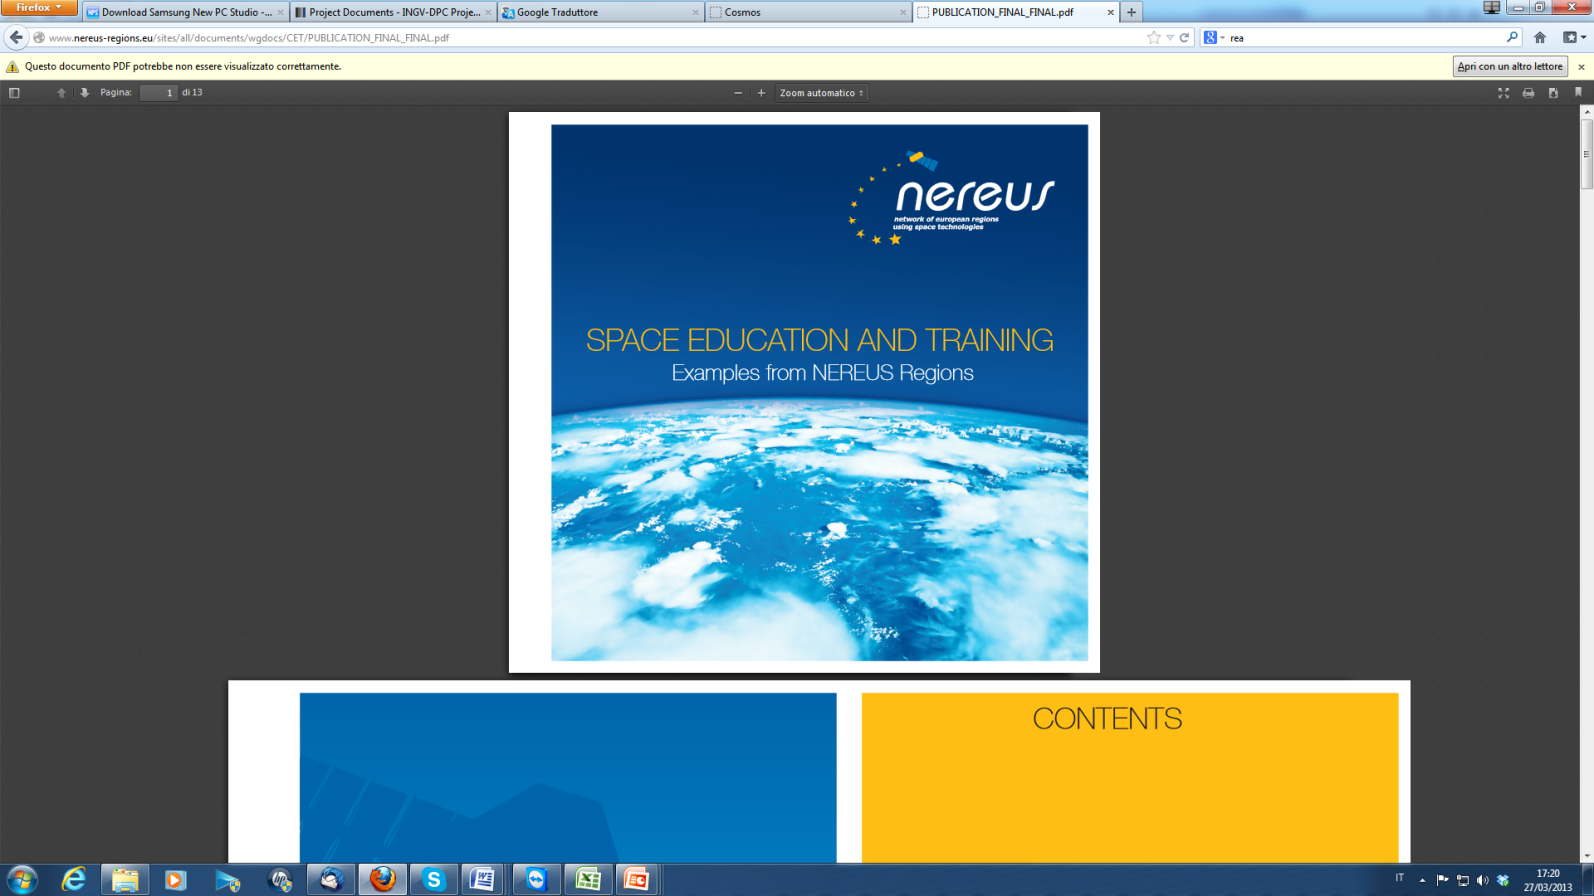 Firefox
Download Samsung New PC Studio -...
Project Documents - INGV-DPC Proje...
Google Traduttore
Cosmos
PUBLICATION_FINAL_FINAL.pdf
www.nereus-regions.eu/sites/all/documents/wgdocs/CET/PUBLICATION_FINAL_FINAL.pdf
rea
Questo documento PDF potrebbe non essere visualizzato correttamente.
Apri con un altro lettore
Pagina: 1 di 13
Zoom automatico
nereus
network of european regions
using space technologies
SPACE EDUCATION AND TRAINING
Examples from NEREUS Regions
CONTENTS
IT
17:20
27/03/2013